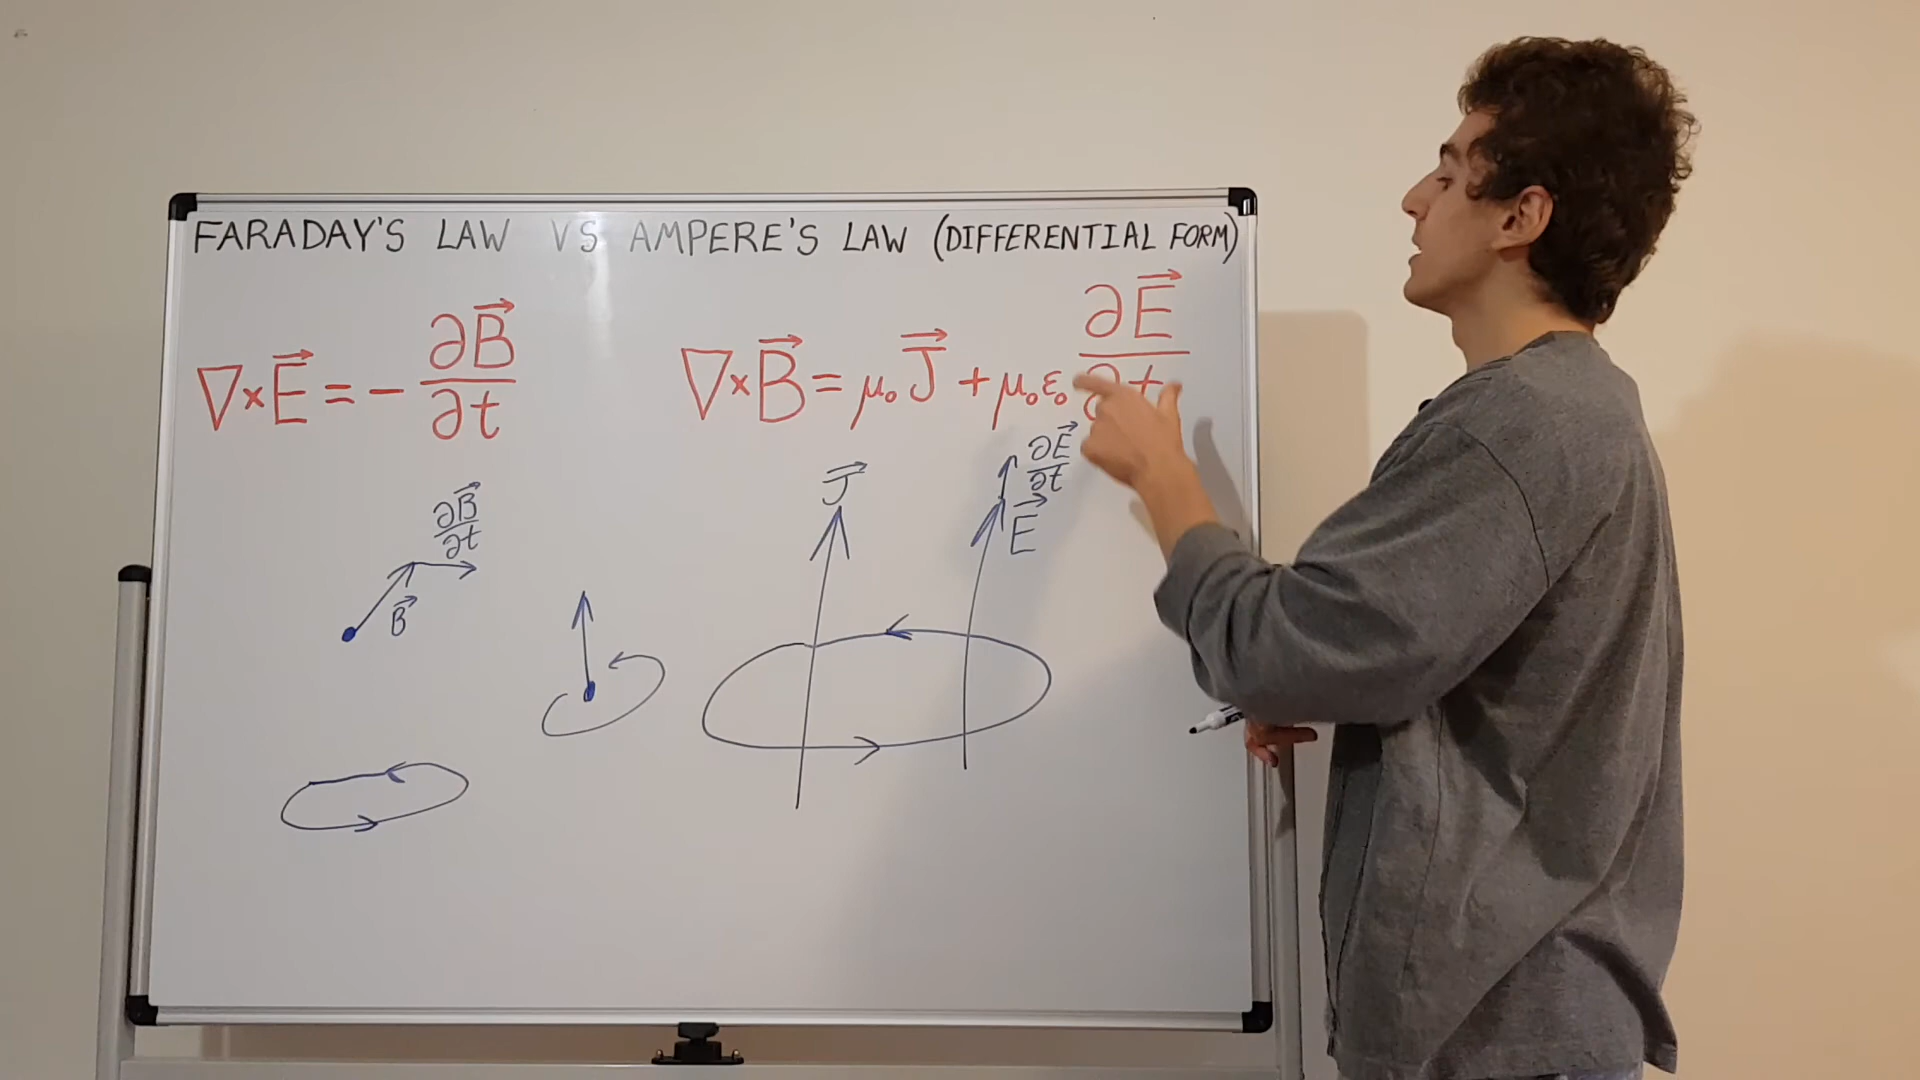 FARADAY'S LAW VS AMPERE'S LAW (DIFFERENTIAL FORM)
∇×E⃗ = − ∂B⃗/∂t
∇×B⃗ = μ₀J⃗ + μ₀ε₀ ∂E⃗/∂t
∂B⃗/∂t
B⃗
J⃗
∂E⃗/∂t
E⃗